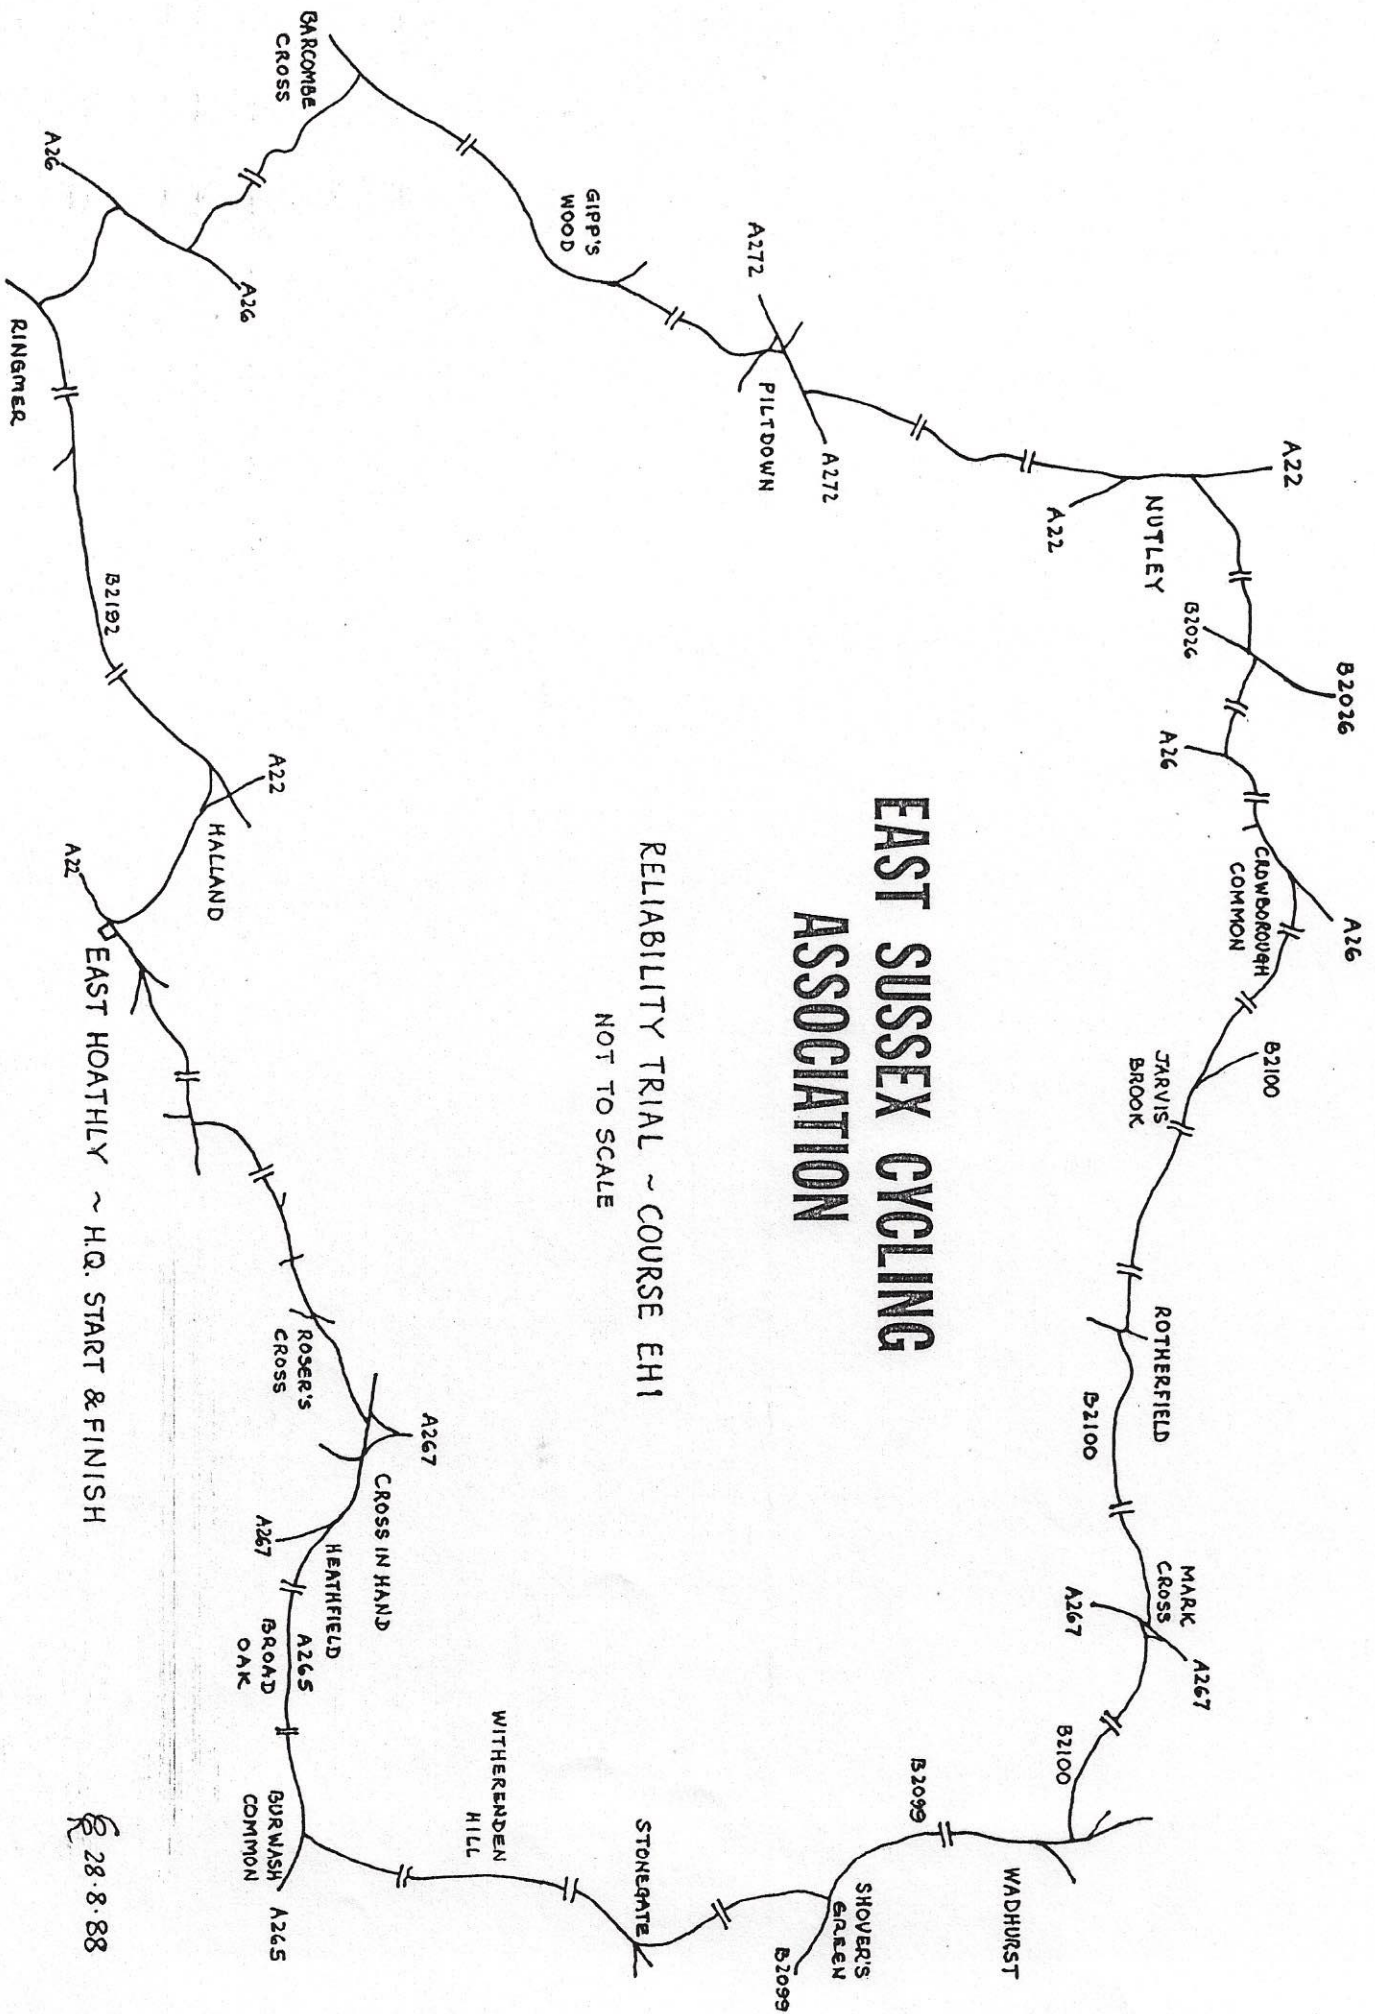 EAST SUSSEX CYCLING
ASSOCIATION
RELIABILITY TRIAL ~ COURSE EH1
NOT TO SCALE
A22
NUTLEY
A22
B2026
B2026
A26
CROWBOROUGH
COMMON
A26
B2100
JARVIS
BROOK
ROTHERFIELD
B2100
MARK
CROSS
A267
A267
B2100
WADHURST
B2099
SHOVER'S
GREEN
B2099
STONEGATE
WITHERENDEN
HILL
BURWASH
COMMON
A265
A265
BROAD
OAK
HEATHFIELD
A267
CROSS IN HAND
A267
ROSER'S
CROSS
EAST HOATHLY ~ H.Q. START & FINISH
A22
HALLAND
A22
B2192
RINGMER
A26
A26
BARCOMBE
CROSS
GIPP'S
WOOD
A272
PILTDOWN
A272
28·8·88